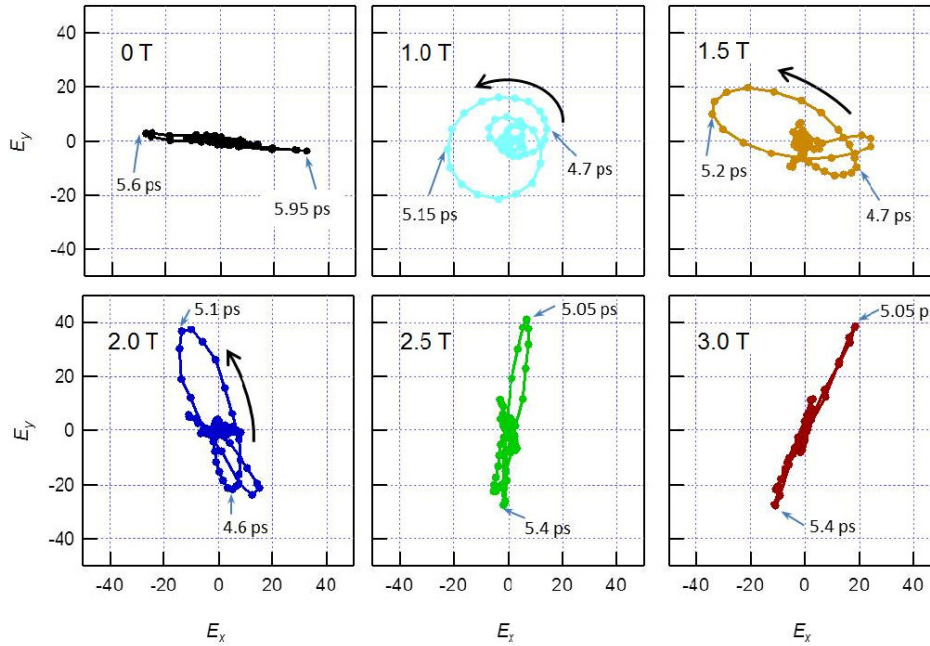 40
20
0
-20
-40
E_y
0 T
5.6 ps
5.95 ps
1.0 T
4.7 ps
5.15 ps
1.5 T
5.2 ps
4.7 ps
40
20
0
-20
-40
E_y
5.1 ps
2.0 T
4.6 ps
5.05 ps
2.5 T
5.4 ps
5.05 ps
3.0 T
5.4 ps
-40 -20 0 20 40
-40 -20 0 20 40
-40 -20 0 20 40
E_x
E_x
E_x